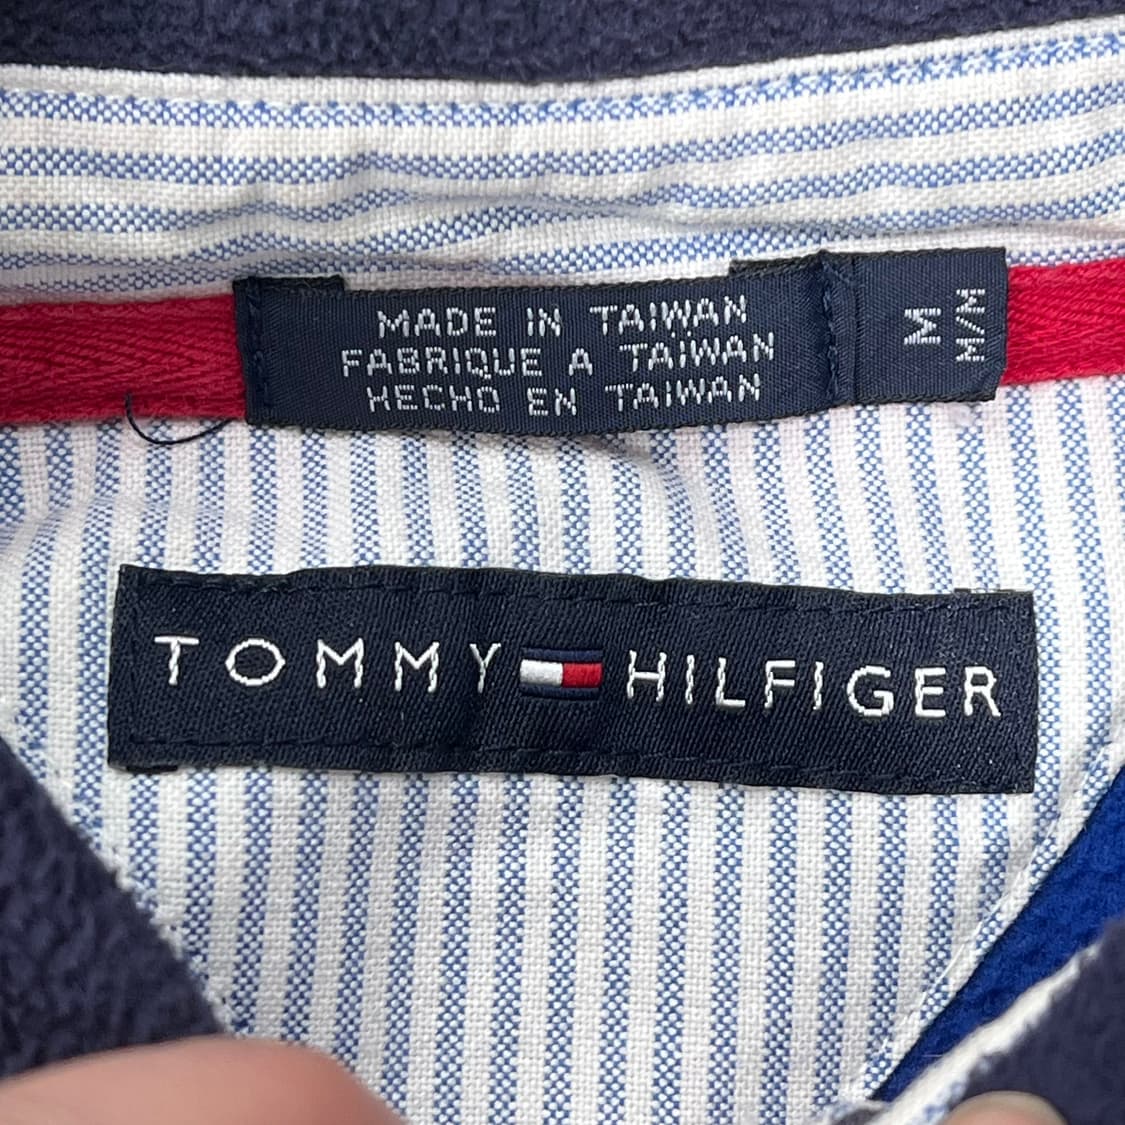 MADE IN TAIWAN
FABRIQUE A TAIWAN
HECHO EN TAIWAN
M
M/M
TOMMY HILFIGER